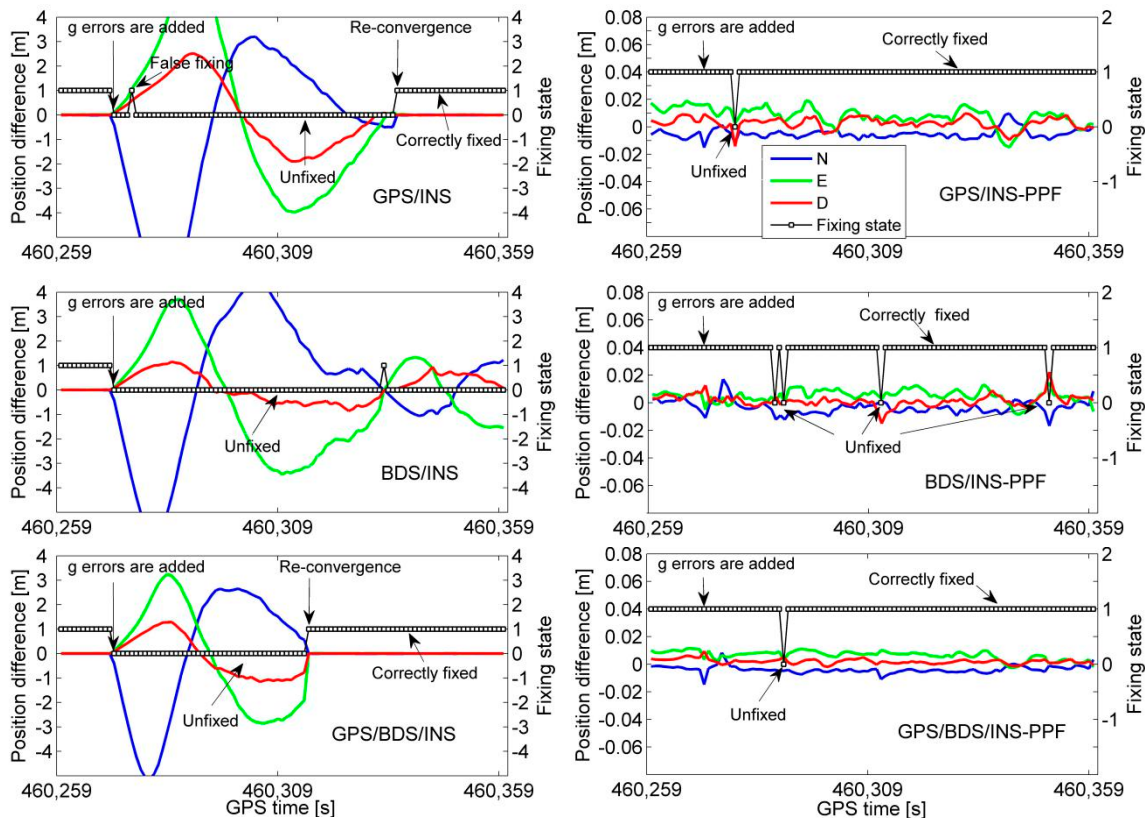 Position difference [m]
4
3
2
1
0
-1
-2
-3
-4
g errors are added
False fixing
Re-convergence
Correctly fixed
Unfixed
GPS/INS
4
3
2
1
0
-1
-2
-3
-4
Fixing state
460,259
460,309
460,359
Position difference [m]
0.08
0.06
0.04
0.02
0
-0.02
-0.04
-0.06
g errors are added
Correctly fixed
Unfixed
N
E
D
Fixing state
GPS/INS-PPF
2
1
0
-1
Fixing state
460,259
460,309
460,359
Position difference [m]
4
3
2
1
0
-1
-2
-3
-4
g errors are added
Unfixed
BDS/INS
4
3
2
1
0
-1
-2
-3
-4
Fixing state
460,259
460,309
460,359
Position difference [m]
0.08
0.06
0.04
0.02
0
-0.02
-0.04
-0.06
g errors are added
Correctly fixed
Unfixed
BDS/INS-PPF
2
1
0
-1
Fixing state
460,259
460,309
460,359
Position difference [m]
4
3
2
1
0
-1
-2
-3
-4
g errors are added
Re-convergence
Correctly fixed
Unfixed
GPS/BDS/INS
4
3
2
1
0
-1
-2
-3
-4
Fixing state
460,259
460,309
460,359
GPS time [s]
Position difference [m]
0.08
0.06
0.04
0.02
0
-0.02
-0.04
-0.06
g errors are added
Correctly fixed
Unfixed
GPS/BDS/INS-PPF
2
1
0
-1
Fixing state
460,259
460,309
460,359
GPS time [s]